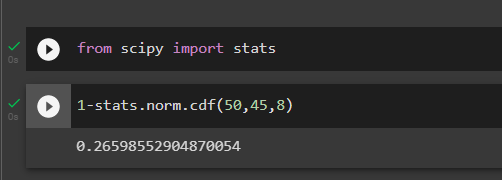 from scipy import stats
0s
1-stats.norm.cdf(50,45,8)
0s
0.26598552904870054